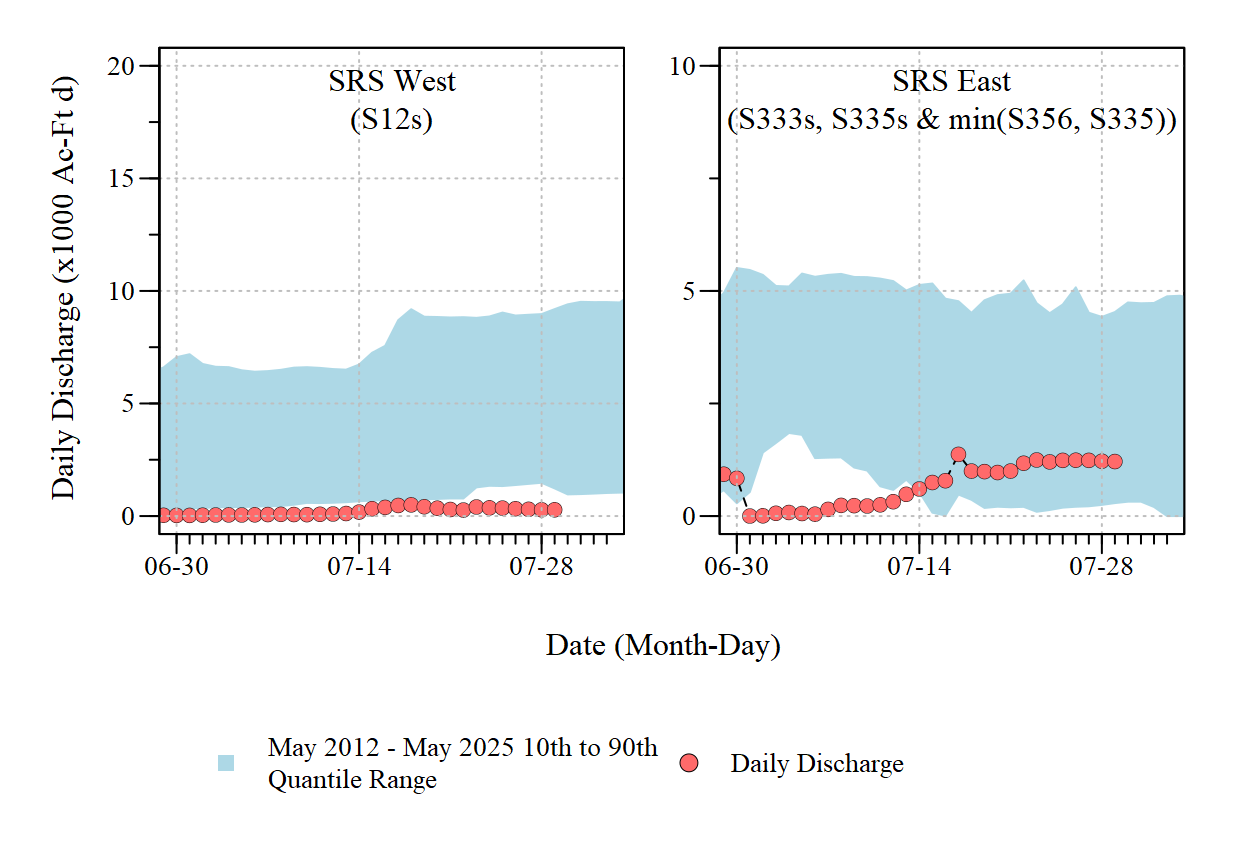 SRS West
(S12s)
SRS East
(S333s, S335s & min(S356, S335))
Daily Discharge (x1000 Ac-Ft d)
20
15
10
5
0
10
5
0
06-30
07-14
07-28
06-30
07-14
07-28
Date (Month-Day)
May 2012 - May 2025 10th to 90th
Quantile Range
Daily Discharge